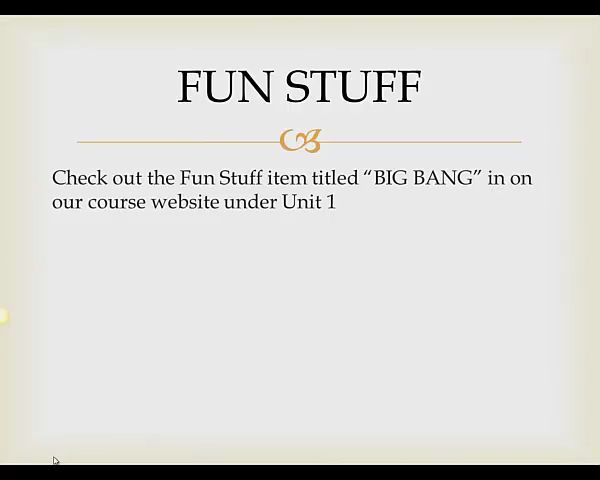 FUN STUFF
Check out the Fun Stuff item titled “BIG BANG” in on
our course website under Unit 1